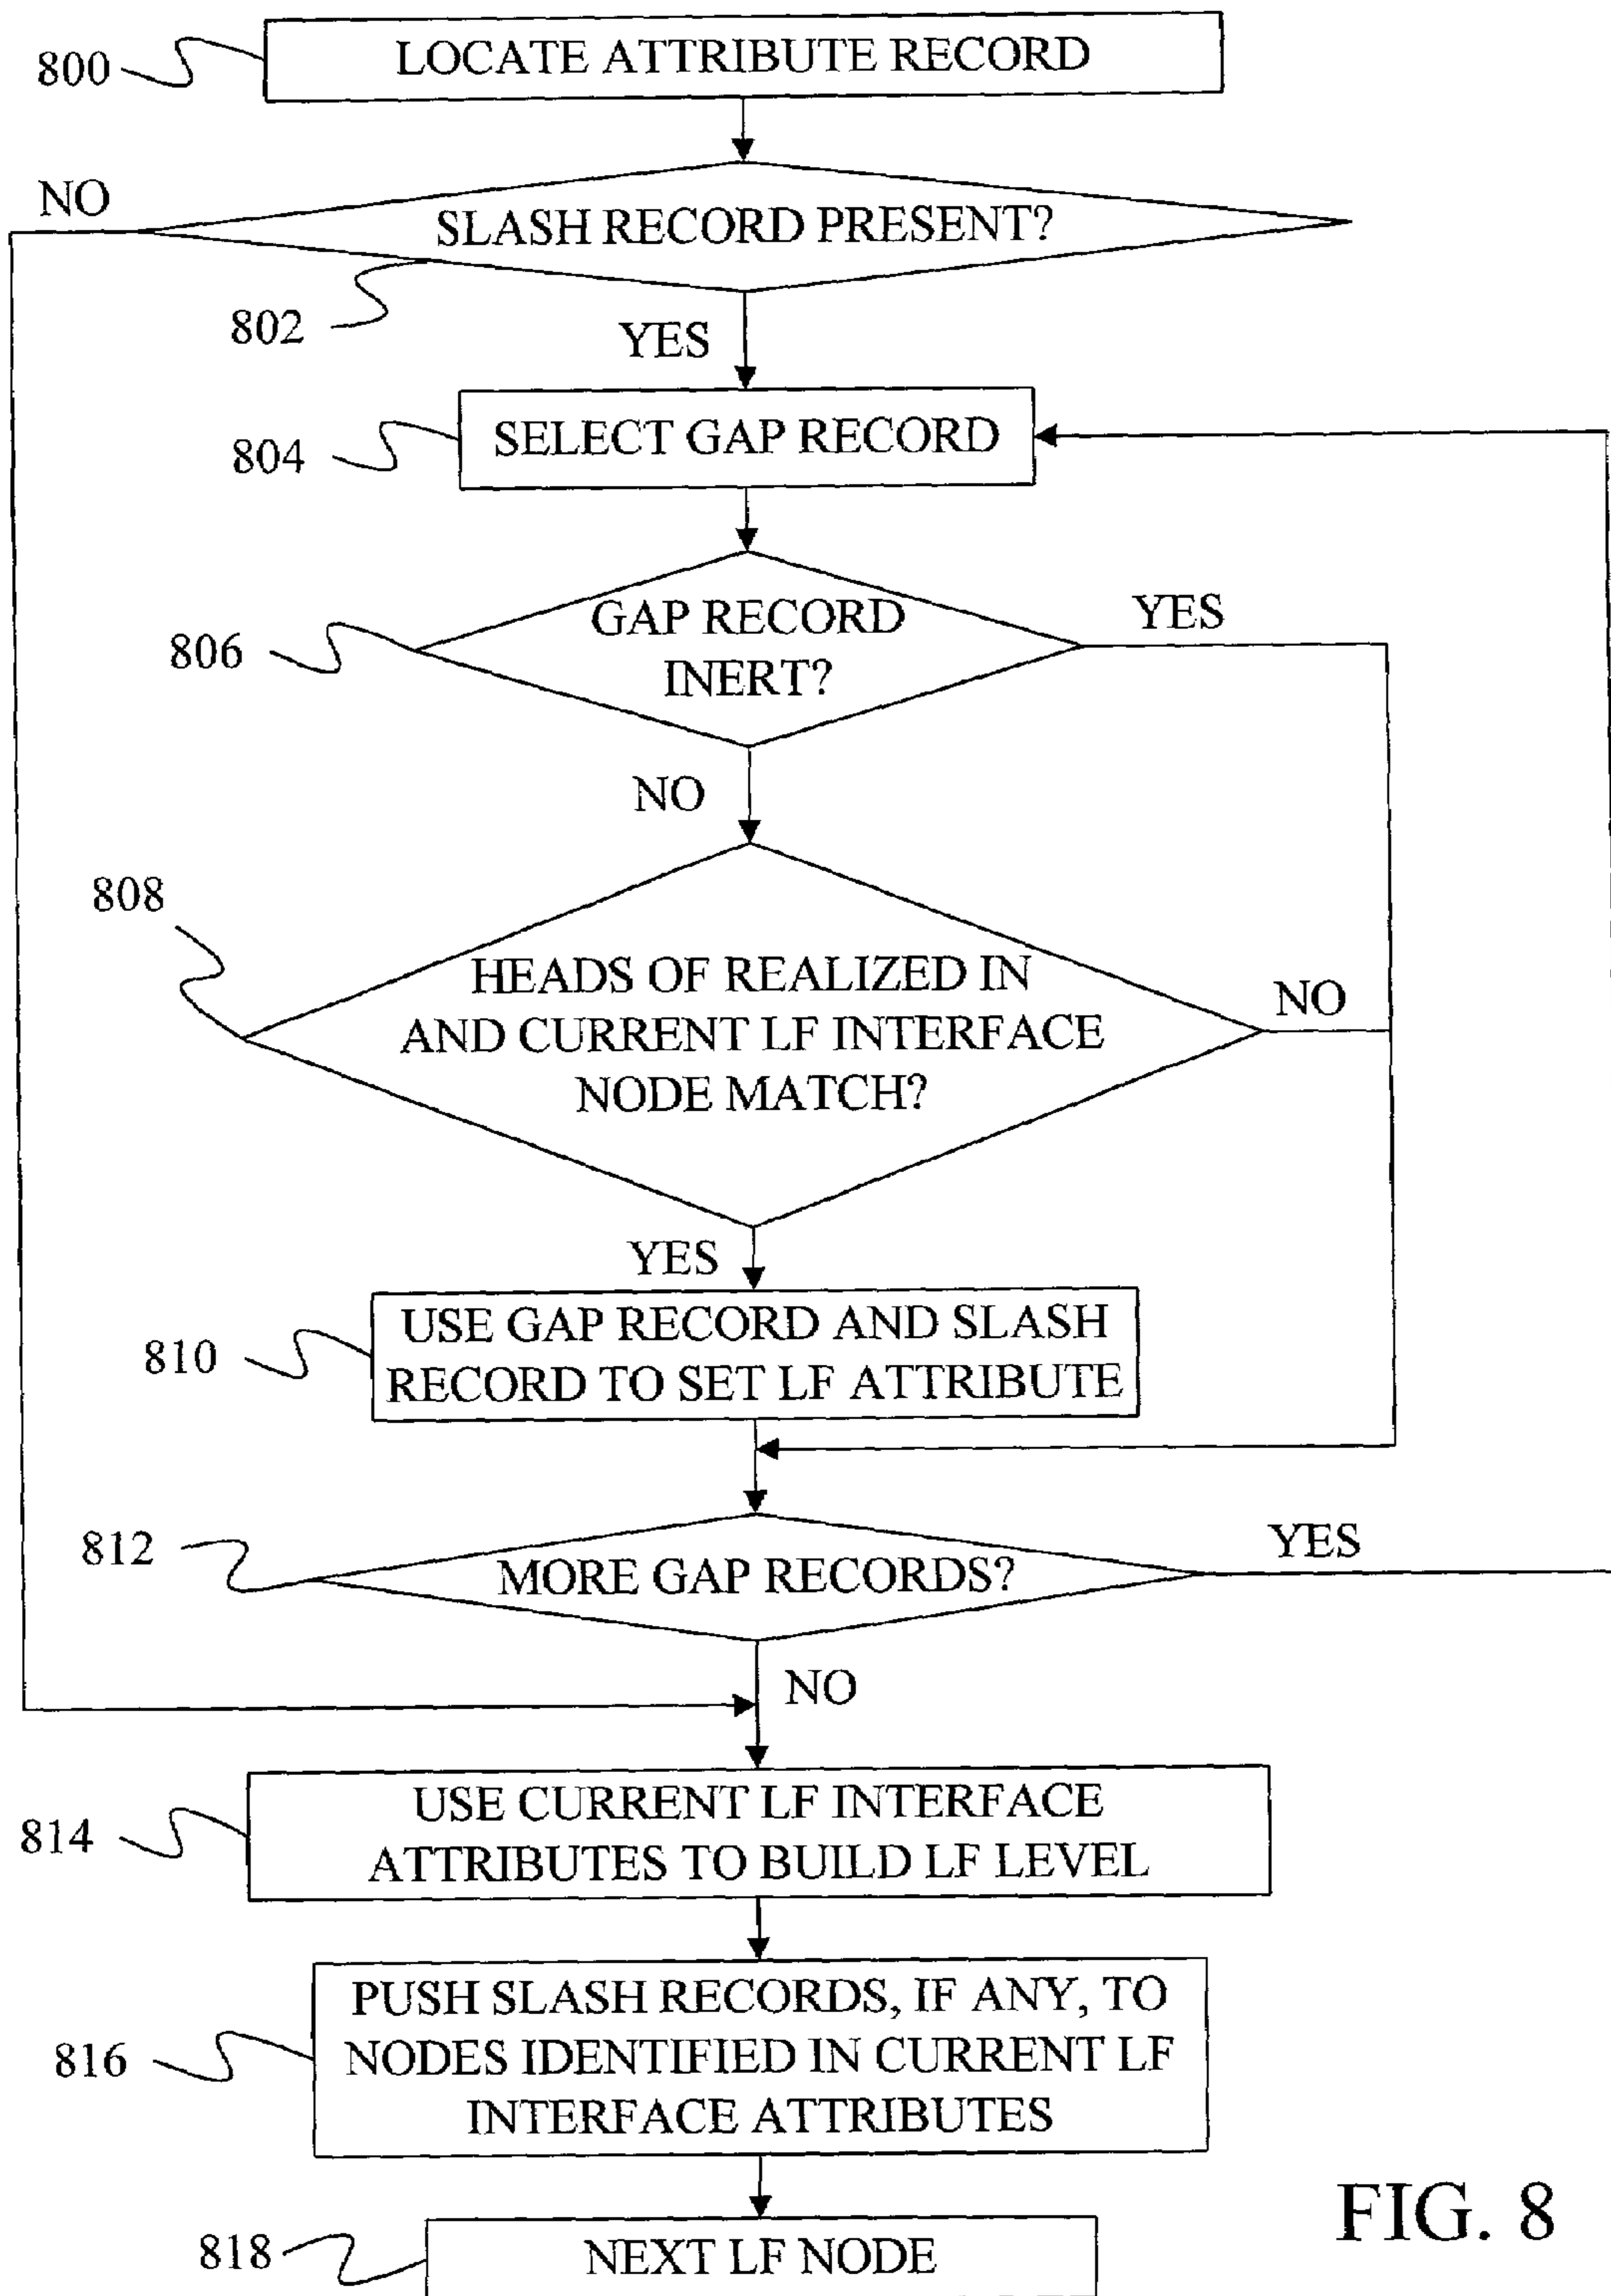 800
LOCATE ATTRIBUTE RECORD
NO
SLASH RECORD PRESENT?
802
YES
804
SELECT GAP RECORD
806
GAP RECORD
INERT?
YES
NO
808
HEADS OF REALIZED IN
AND CURRENT LF INTERFACE
NODE MATCH?
NO
YES
810
USE GAP RECORD AND SLASH
RECORD TO SET LF ATTRIBUTE
812
MORE GAP RECORDS?
YES
NO
814
USE CURRENT LF INTERFACE
ATTRIBUTES TO BUILD LF LEVEL
816
PUSH SLASH RECORDS, IF ANY, TO
NODES IDENTIFIED IN CURRENT LF
INTERFACE ATTRIBUTES
818
NEXT LF NODE
FIG. 8